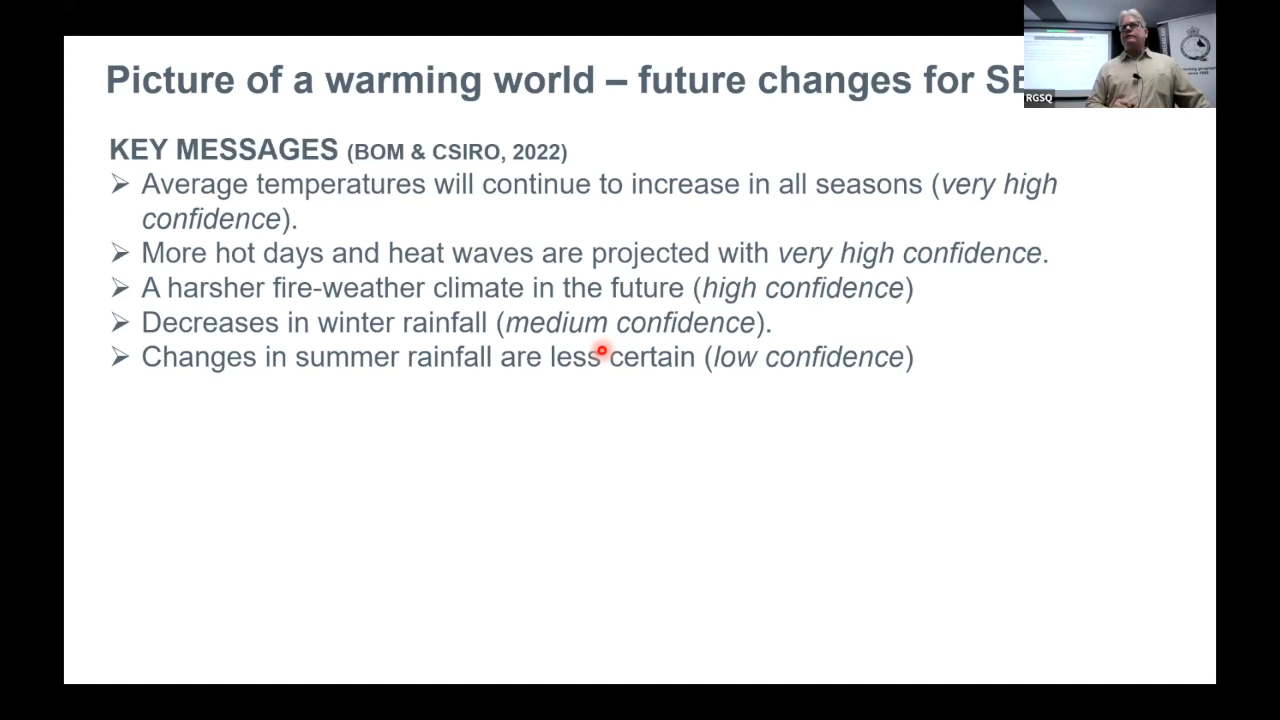 Picture of a warming world – future changes for SE
KEY MESSAGES (BOM & CSIRO, 2022)
➢ Average temperatures will continue to increase in all seasons (very high
confidence).
➢ More hot days and heat waves are projected with very high confidence.
➢ A harsher fire-weather climate in the future (high confidence)
➢ Decreases in winter rainfall (medium confidence).
➢ Changes in summer rainfall are less certain (low confidence)
RGSQ